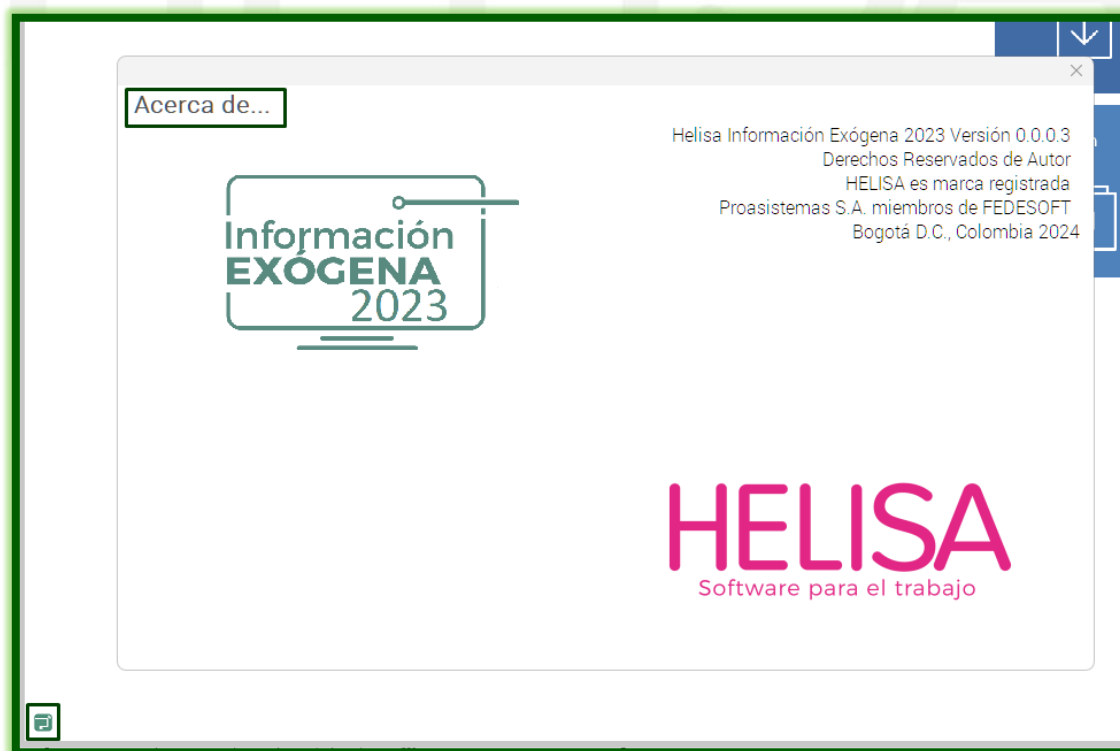 Acerca de...
Helisa Información Exógena 2023 Versión 0.0.0.3
Derechos Reservados de Autor
HELISA es marca registrada
Proasistemas S.A. miembros de FEDESOFT
Bogotá D.C., Colombia 2024
Información
EXÓGENA
2023
HELISA
Software para el trabajo